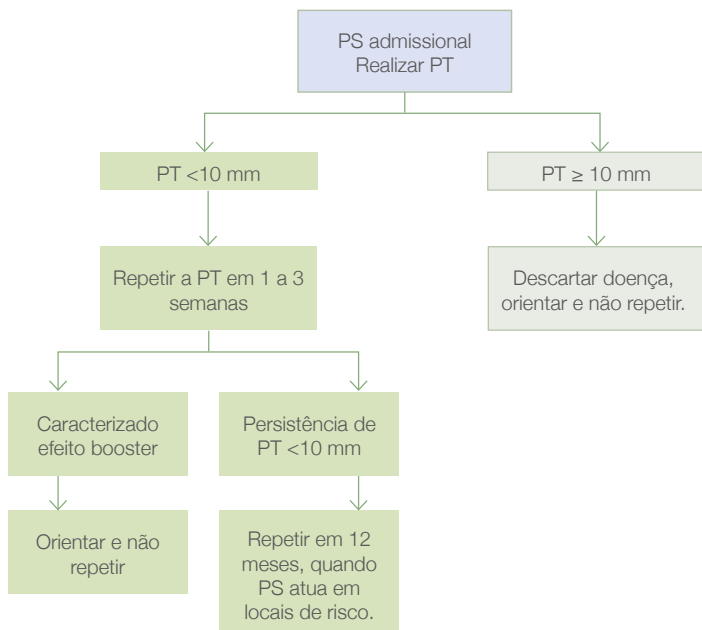 PS admissional
Realizar PT
PT <10 mm
PT ≥ 10 mm
Repetir a PT em 1 a 3
semanas
Descartar doença,
orientar e não repetir.
Caracterizado
efeito booster
Persistência de
PT <10 mm
Orientar e não
repetir
Repetir em 12
meses, quando
PS atua em
locais de risco.